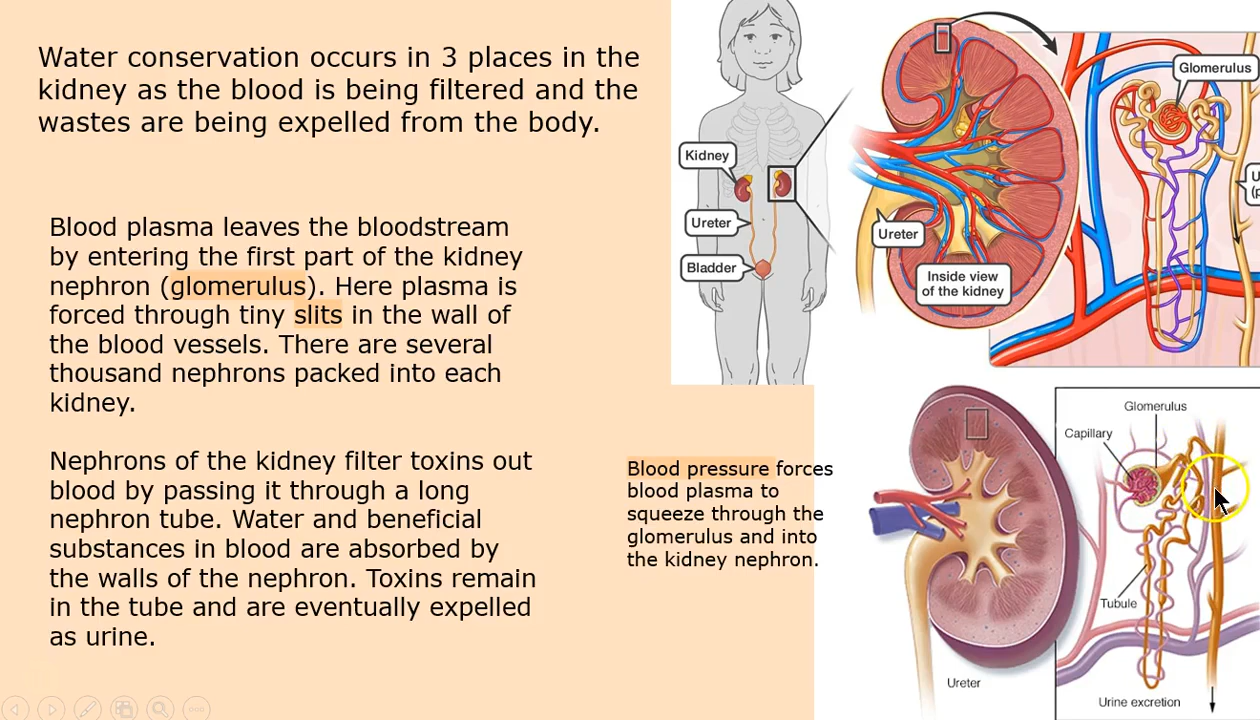 Water conservation occurs in 3 places in the
kidney as the blood is being filtered and the
wastes are being expelled from the body.
Blood plasma leaves the bloodstream
by entering the first part of the kidney
nephron (glomerulus). Here plasma is
forced through tiny slits in the wall of
the blood vessels. There are several
thousand nephrons packed into each
kidney.
Nephrons of the kidney filter toxins out
blood by passing it through a long
nephron tube. Water and beneficial
substances in blood are absorbed by
the walls of the nephron. Toxins remain
in the tube and are eventually expelled
as urine.
Blood pressure forces
blood plasma to
squeeze through the
glomerulus and into
the kidney nephron.
Kidney
Ureter
Bladder
Ureter
Inside view
of the kidney
Glomerulus
Glomerulus
Capillary
Tubule
Ureter
Urine excretion